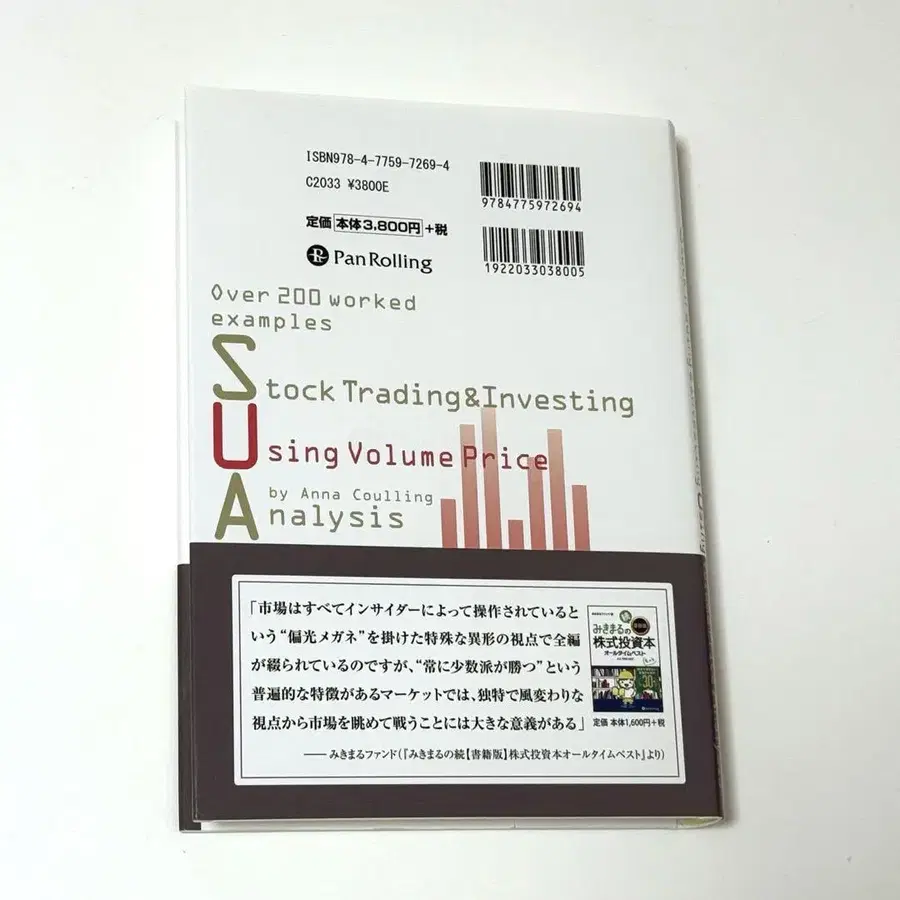 ISBN978-4-7759-7269-4
C2033 ¥3800E
9784775972694
定価 本体3,800円 +税
1922033038005
PanRolling
Over 200 worked
examples
Stock Trading&Investing
Using Volume Price
by Anna Coulling
Analysis
「市場はすべてインサイダーによって操作されていると
いう“偏光メガネ”を掛けた特殊な異形の視点で全編
が綴られているのですが、“常に少数派が勝つ”という
普遍的な特徴があるマーケットでは、独特で風変わりな
視点から市場を眺めて戦うことには大きな意義がある」
みきまるの
株式投資本
オールタイムベスト
定価 本体1,600円+税
―― みきまるファンド(『みきまるの続【書籍版】株式投資本オールタイムベスト』より)